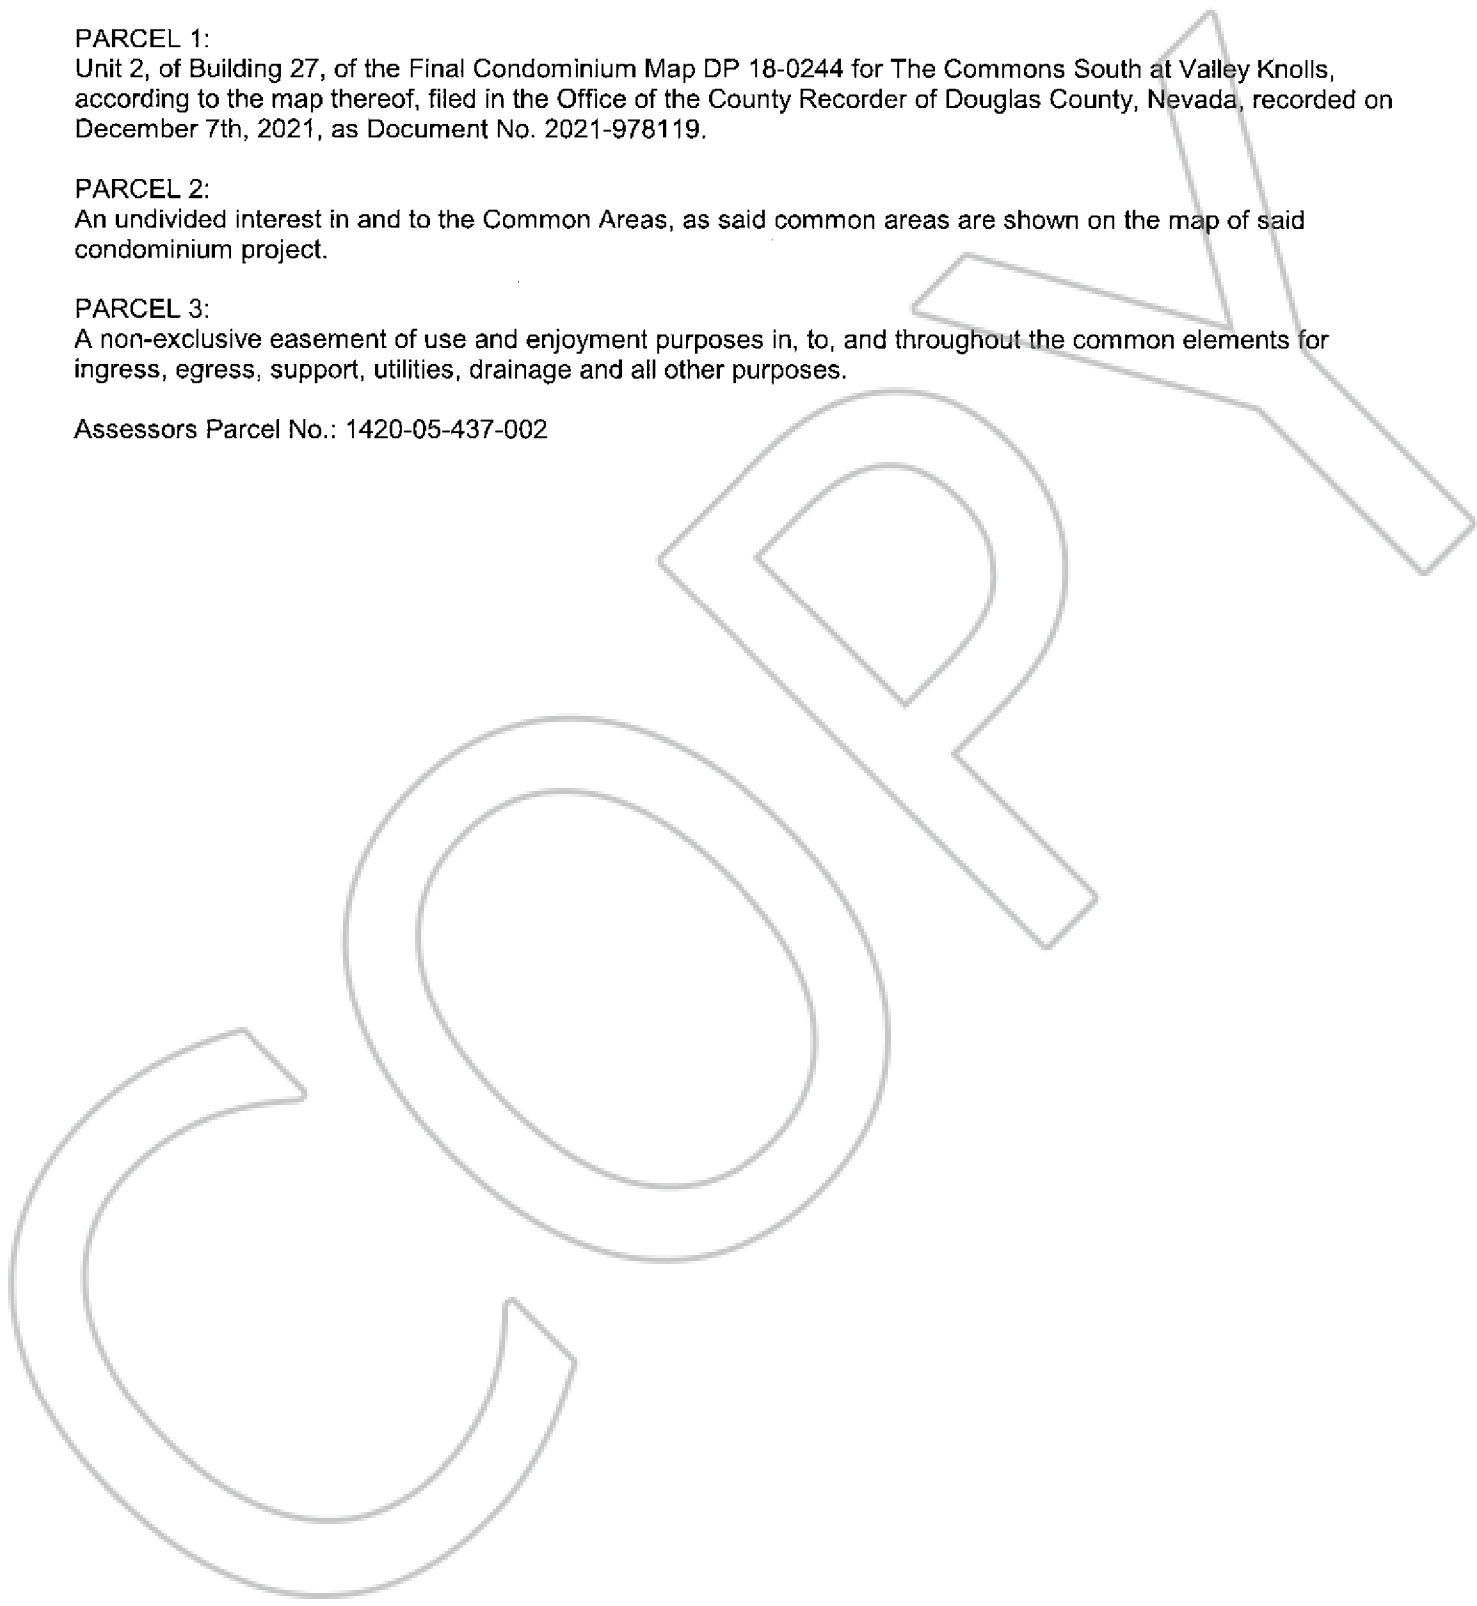 PARCEL 1:
Unit 2, of Building 27, of the Final Condominium Map DP 18-0244 for The Commons South at Valley Knolls,
according to the map thereof, filed in the Office of the County Recorder of Douglas County, Nevada, recorded on
December 7th, 2021, as Document No. 2021-978119.
PARCEL 2:
An undivided interest in and to the Common Areas, as said common areas are shown on the map of said
condominium project.
PARCEL 3:
A non-exclusive easement of use and enjoyment purposes in, to, and throughout the common elements for
ingress, egress, support, utilities, drainage and all other purposes.
Assessors Parcel No.: 1420-05-437-002
COPY